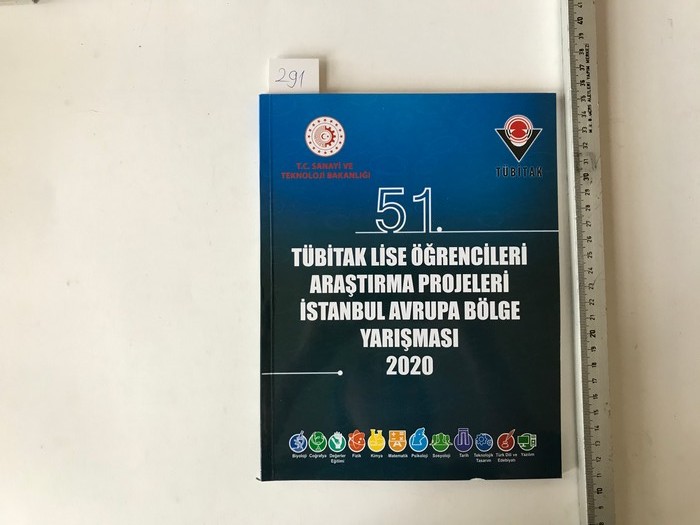 291
T.C. SANAYİ VE
TEKNOLOJİ BAKANLIĞI
TÜBİTAK
51.
TÜBİTAK LİSE ÖĞRENCİLERİ
ARAŞTIRMA PROJELERİ
İSTANBUL AVRUPA BÖLGE
YARIŞMASI
2020
Biyoloji Coğrafya Değerler Eğitimi Fizik Kimya Matematik Psikoloji Sosyoloji Tarih Teknolojik Tasarım Türk Dili ve Edebiyatı Yazılım